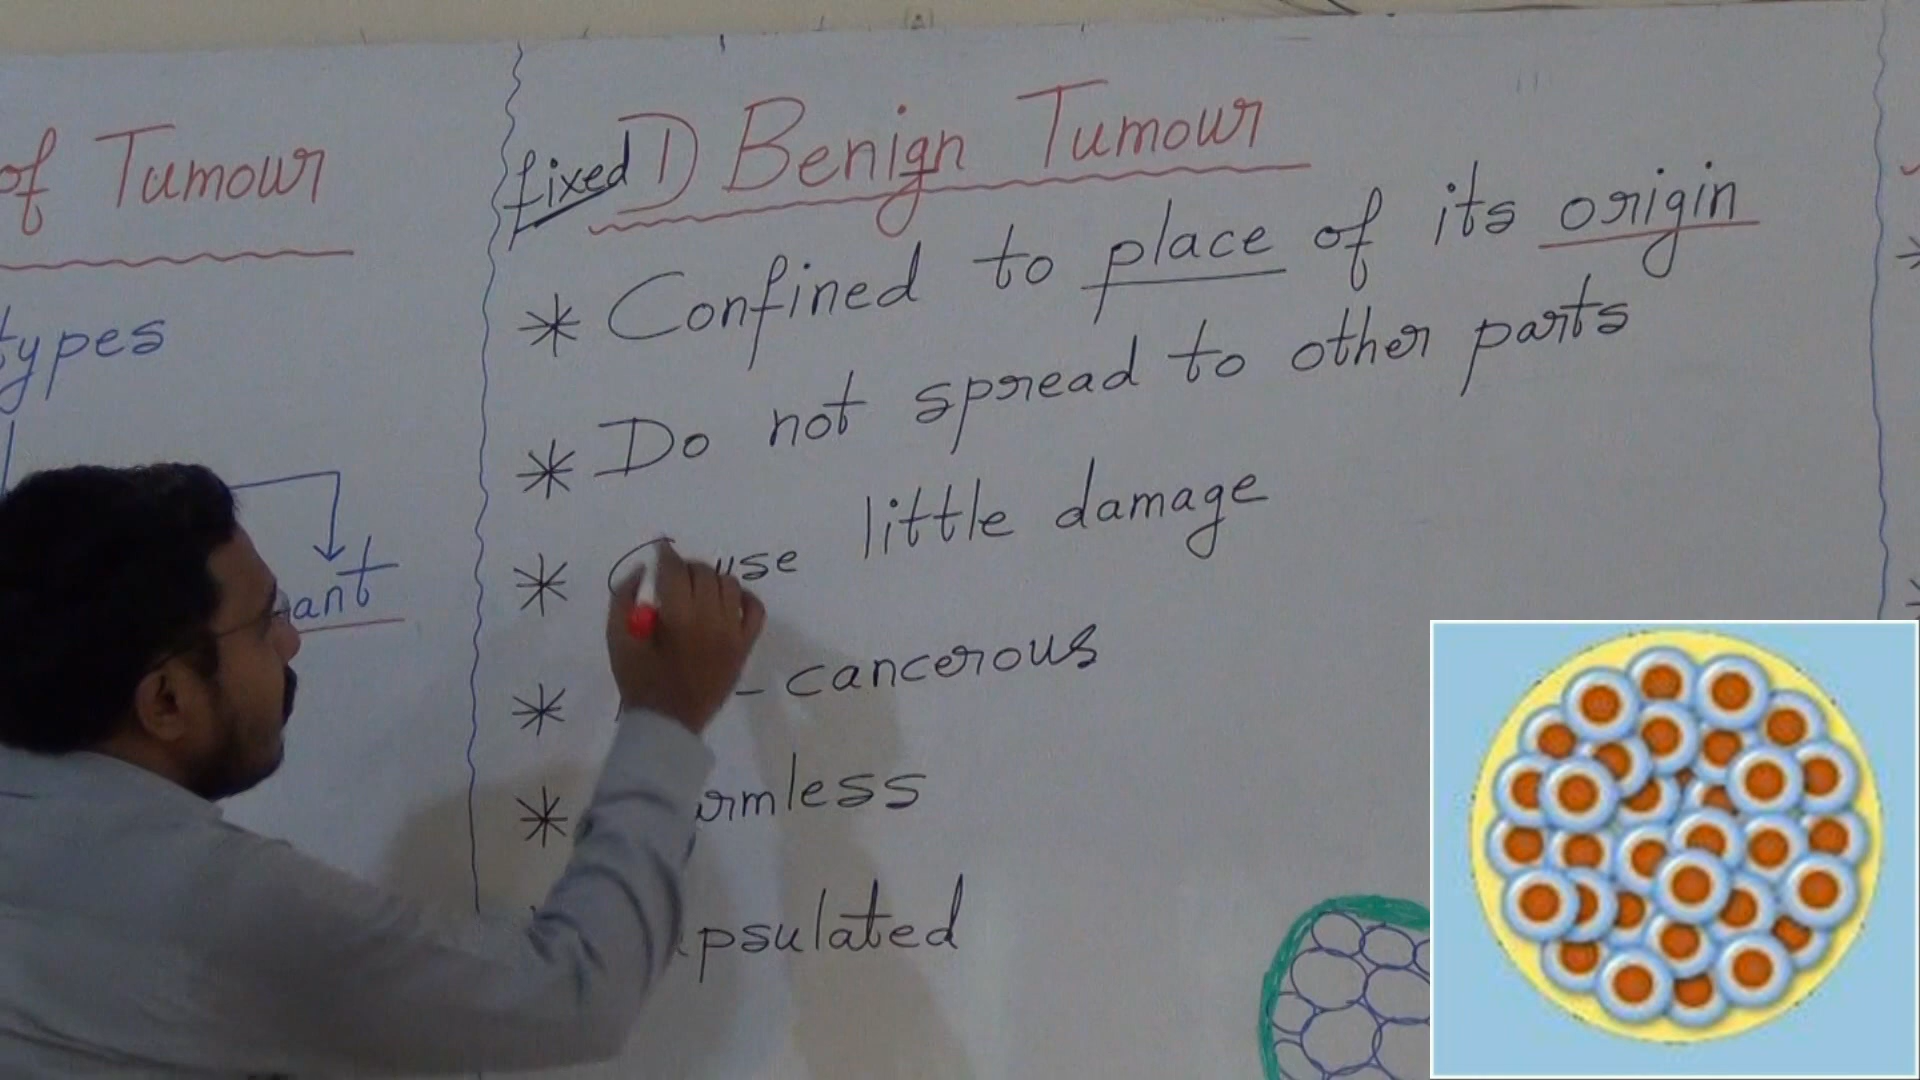 of Tumour
types
ant
fixed 1) Benign Tumour
* Confined to place of its origin
* Do not spread to other parts
* use little damage
* - cancerous
* rmless
psulated